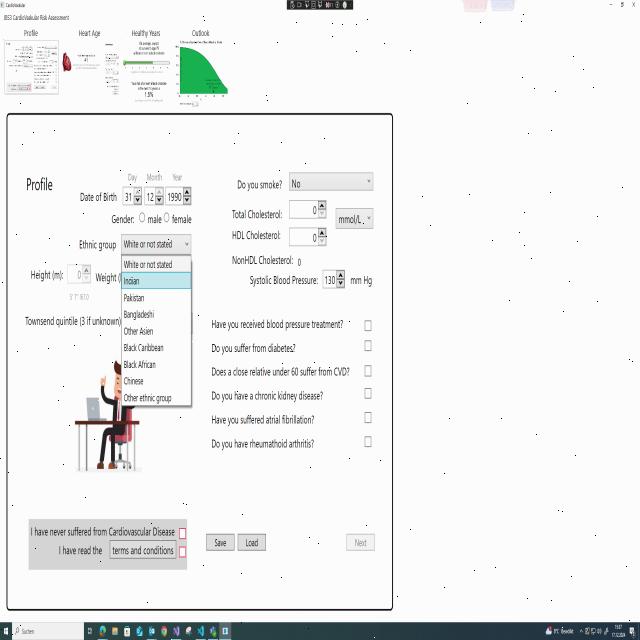 CardioVaskular
JBS3 CardioVaskular Risk Assessment
Profile
Heart Age
Healthy Years
Outlook
Profile
Day Month Year
Date of Birth 31 12 1990
Gender: male female
Ethnic group White or not stated
White or not stated
Indian
Pakistan
Bangladeshi
Other Asien
Black Caribbean
Black African
Chinese
Other ethnic group
Height (m): 0 Weight (
Townsend quintile (3 if unknown)
Do you smoke? No
Total Cholesterol: 0
mmol/L
HDL Cholesterol: 0
NonHDL Cholesterol: 0
Systolic Blood Pressure: 130 mm Hg
Have you received blood pressure treatment?
Do you suffer from diabetes?
Does a close relative under 60 suffer from CVD?
Do you have a chronic kidney disease?
Have you suffered atrial fibrillation?
Do you have rheumathoid arthritis?
I have never suffered from Cardiovascular Disease
I have read the terms and conditions
Save Load Next
Suchen